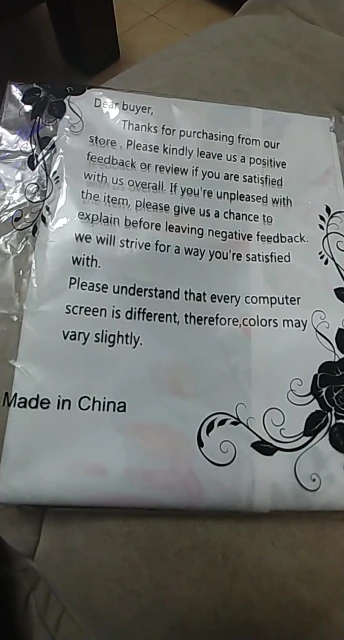 Dear buyer,
Thanks for purchasing from our
store . Please kindly leave us a positive
feedback or review if you are satisfied
with us overall. If you're unpleased with
the item, please give us a chance to
explain before leaving negative feedback.
we will strive for a way you're satisfied
with.
Please understand that every computer
screen is different, therefore,colors may
vary slightly.
Made in China